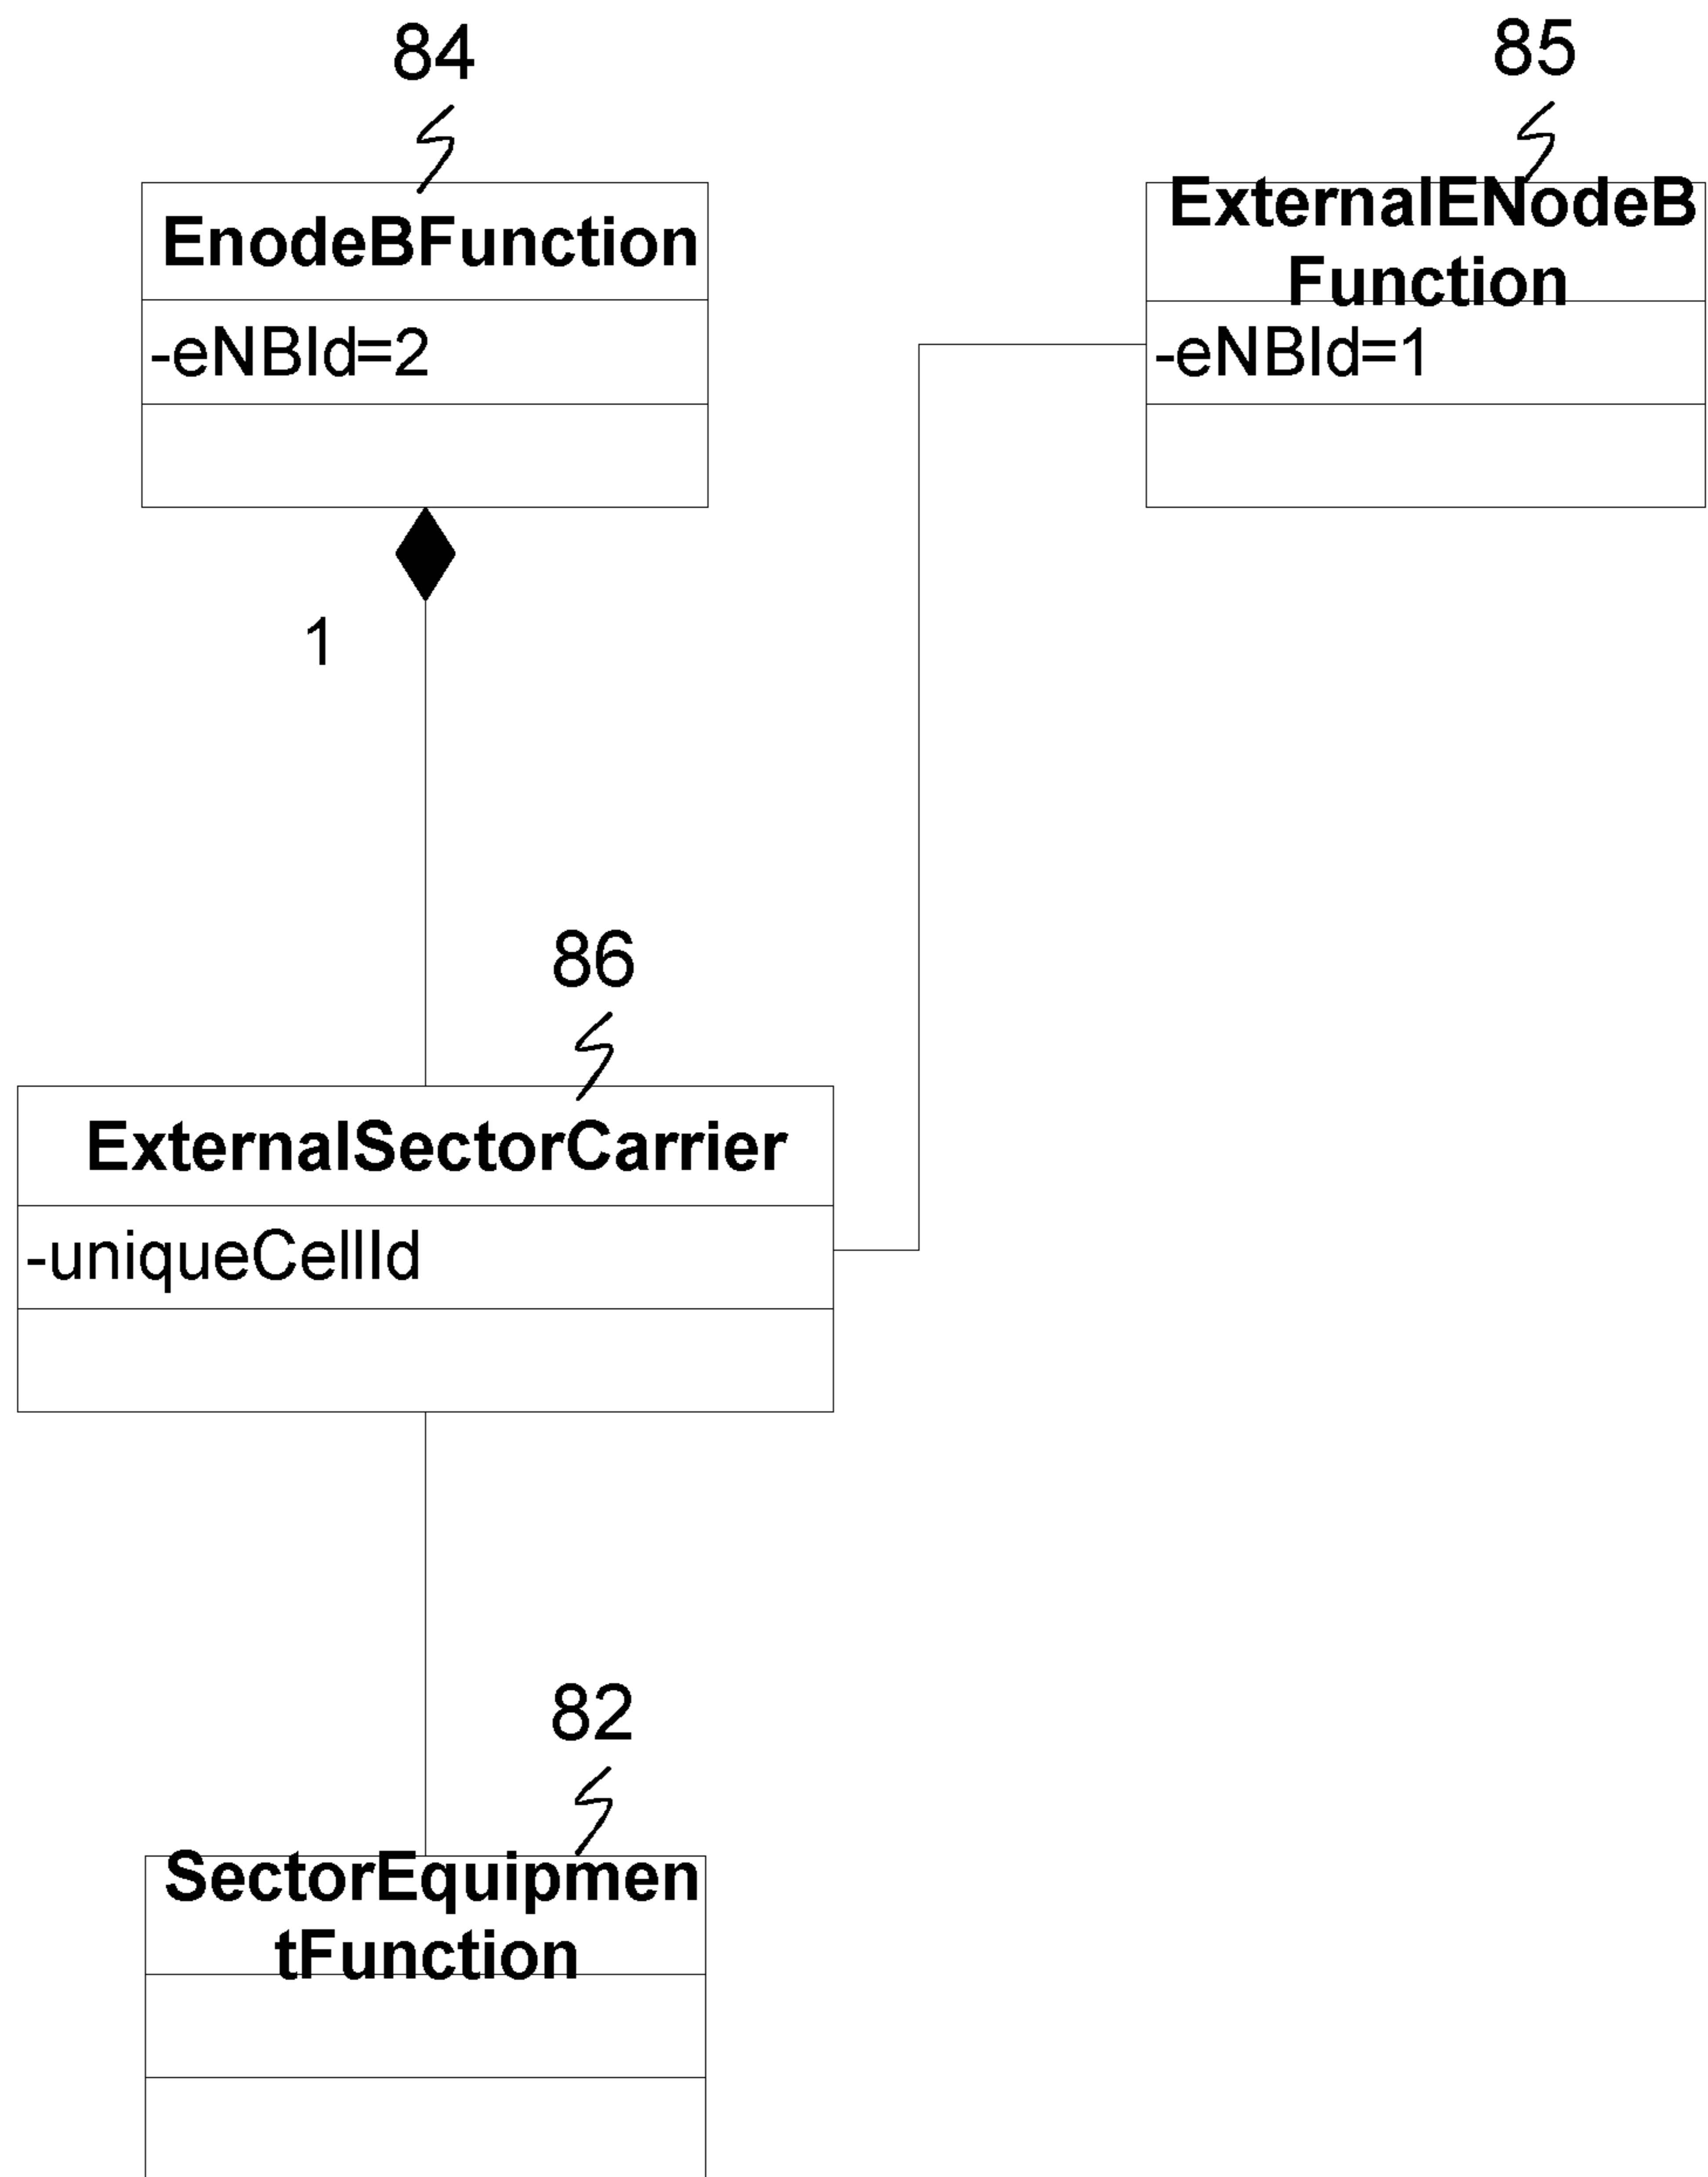 84
85
EnodeBFunction
ExternalENodeB
Function
-eNBId=2
-eNBId=1
1
86
ExternalSectorCarrier
-uniqueCellId
82
SectorEquipmen
tFunction